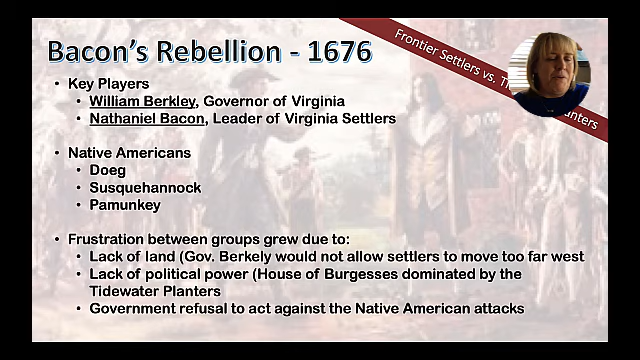 Bacon's Rebellion - 1676
Frontier Settlers vs. anters
• Key Players
• William Berkley, Governor of Virginia
• Nathaniel Bacon, Leader of Virginia Settlers
• Native Americans
• Doeg
• Susquehannock
• Pamunkey
• Frustration between groups grew due to:
• Lack of land (Gov. Berkely would not allow settlers to move too far west
• Lack of political power (House of Burgesses dominated by the
Tidewater Planters
• Government refusal to act against the Native American attacks